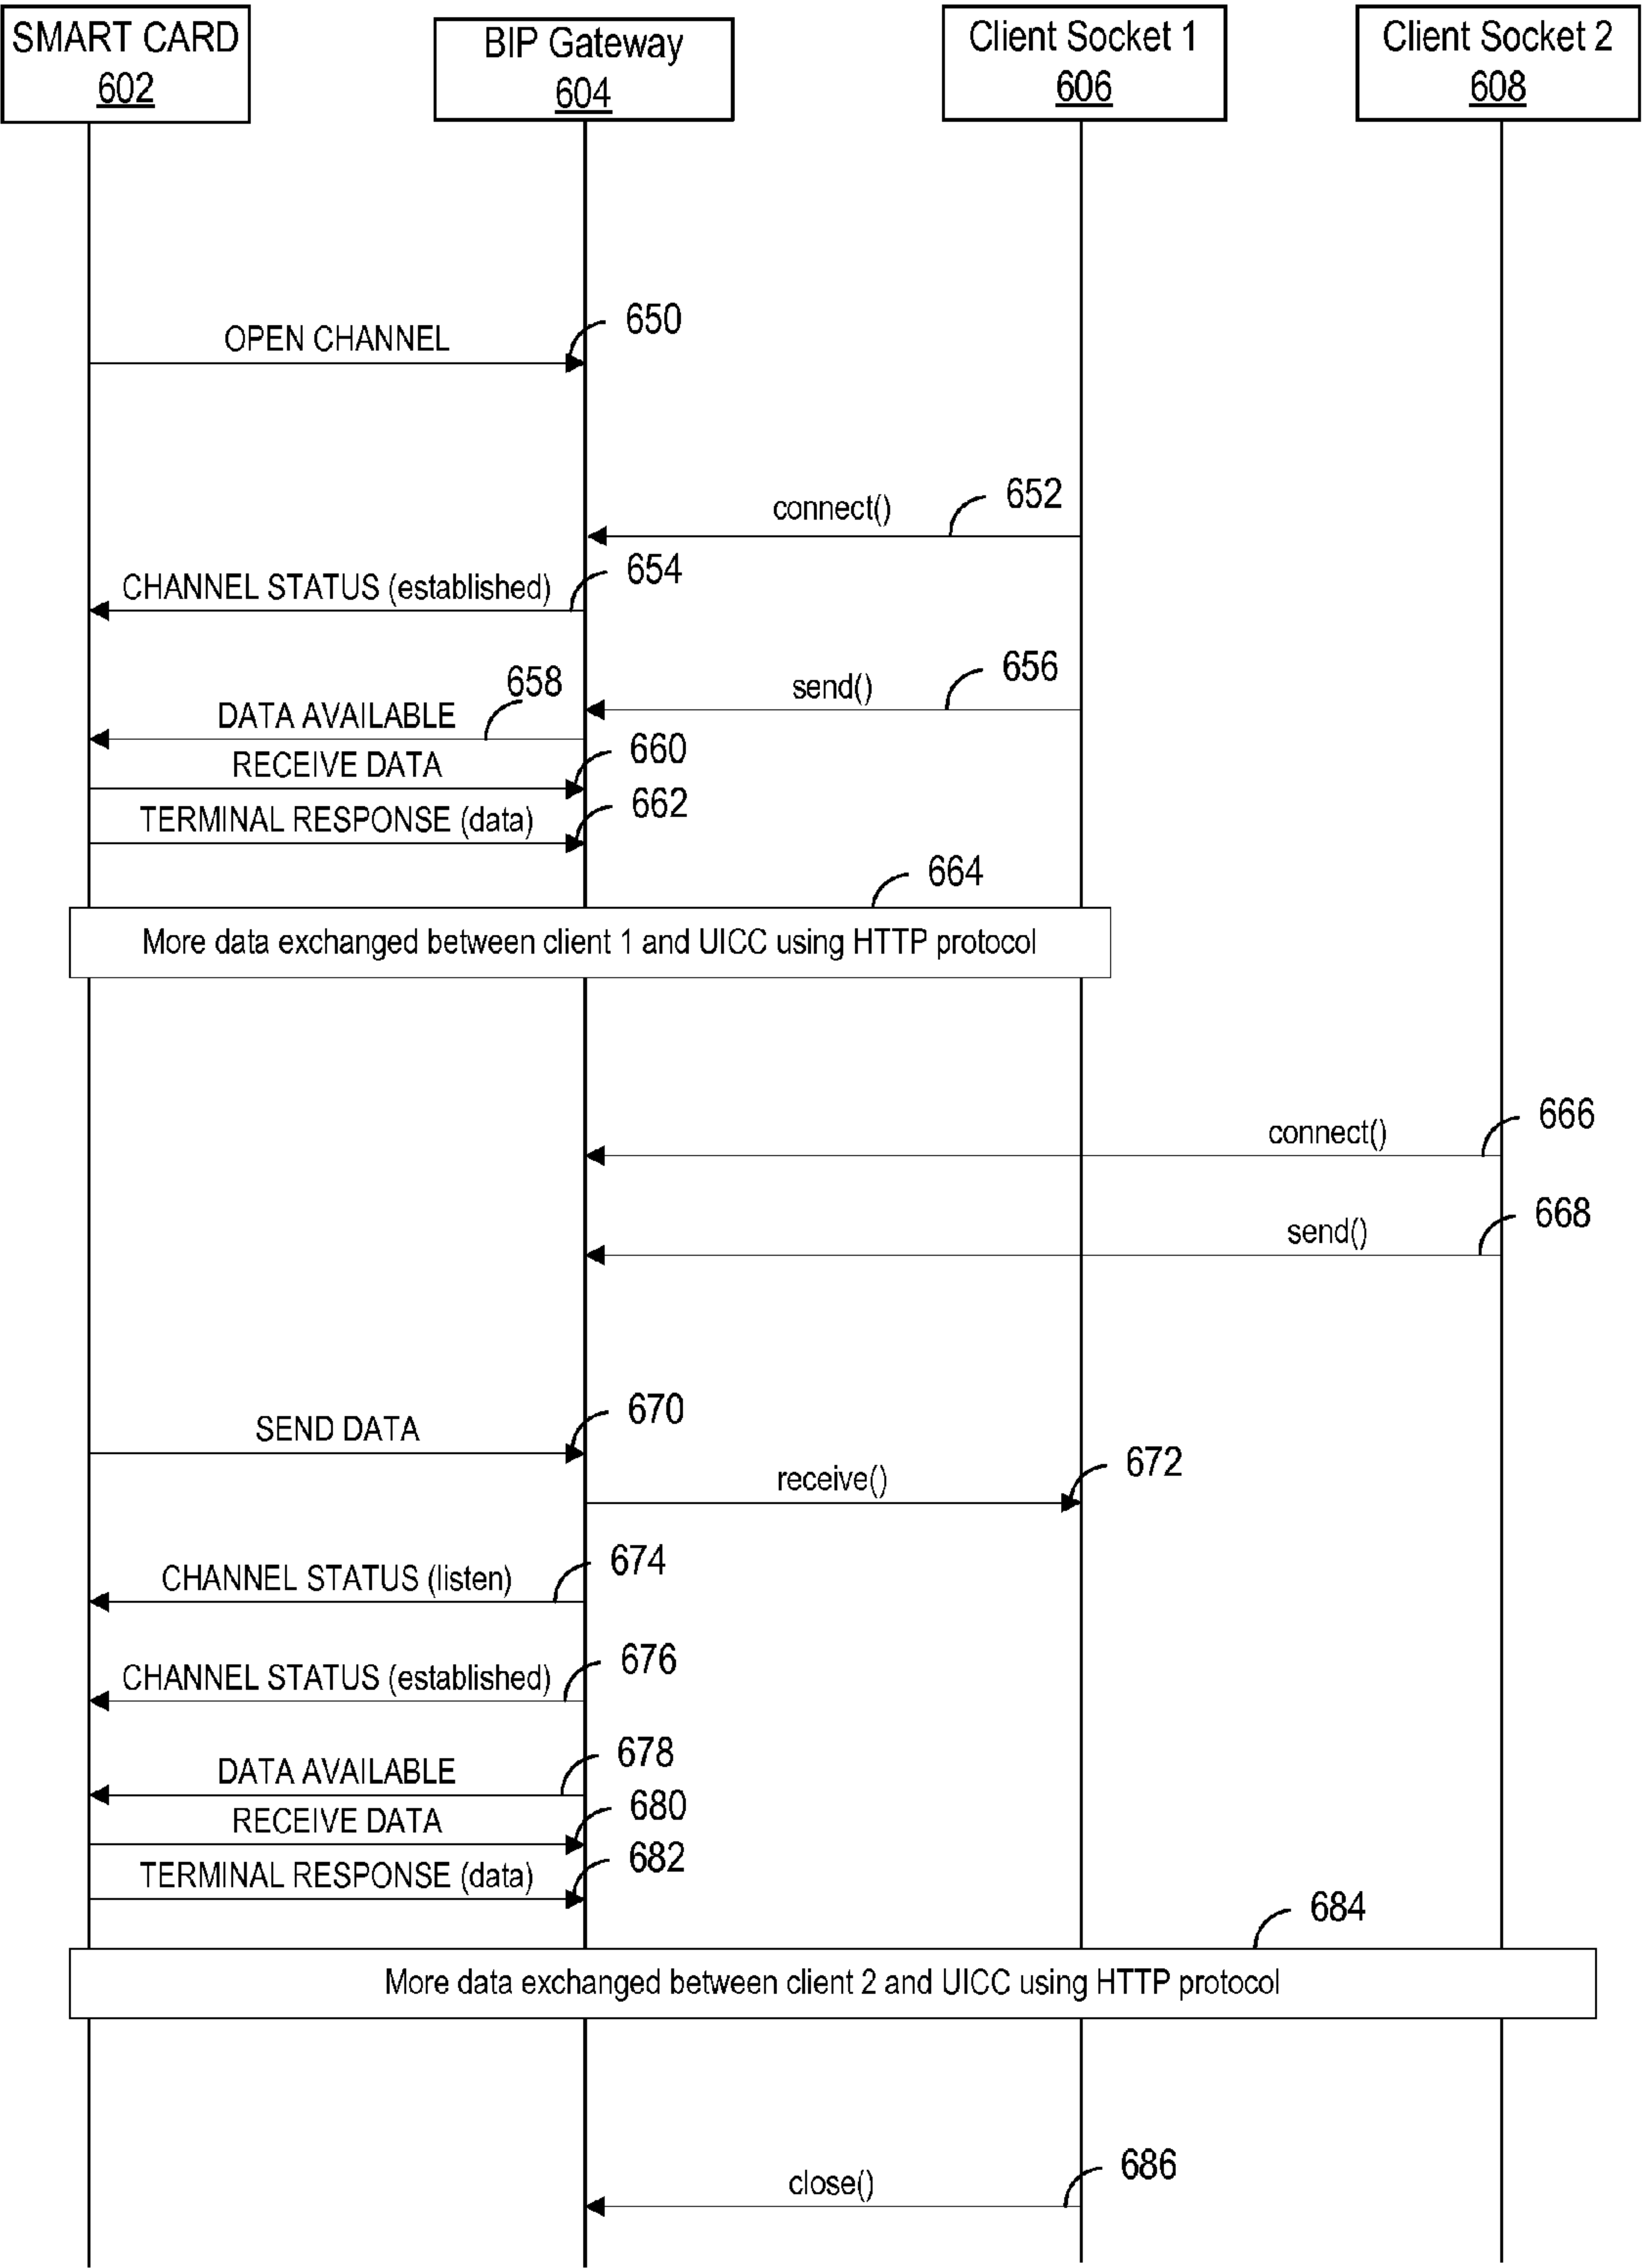 SMART CARD
602
BIP Gateway
604
Client Socket 1
606
Client Socket 2
608
OPEN CHANNEL
650
connect()
652
CHANNEL STATUS (established)
654
send()
656
658
DATA AVAILABLE
RECEIVE DATA
660
TERMINAL RESPONSE (data)
662
664
More data exchanged between client 1 and UICC using HTTP protocol
connect()
666
send()
668
SEND DATA
670
receive()
672
CHANNEL STATUS (listen)
674
CHANNEL STATUS (established)
676
DATA AVAILABLE
678
RECEIVE DATA
680
TERMINAL RESPONSE (data)
682
684
More data exchanged between client 2 and UICC using HTTP protocol
close()
686